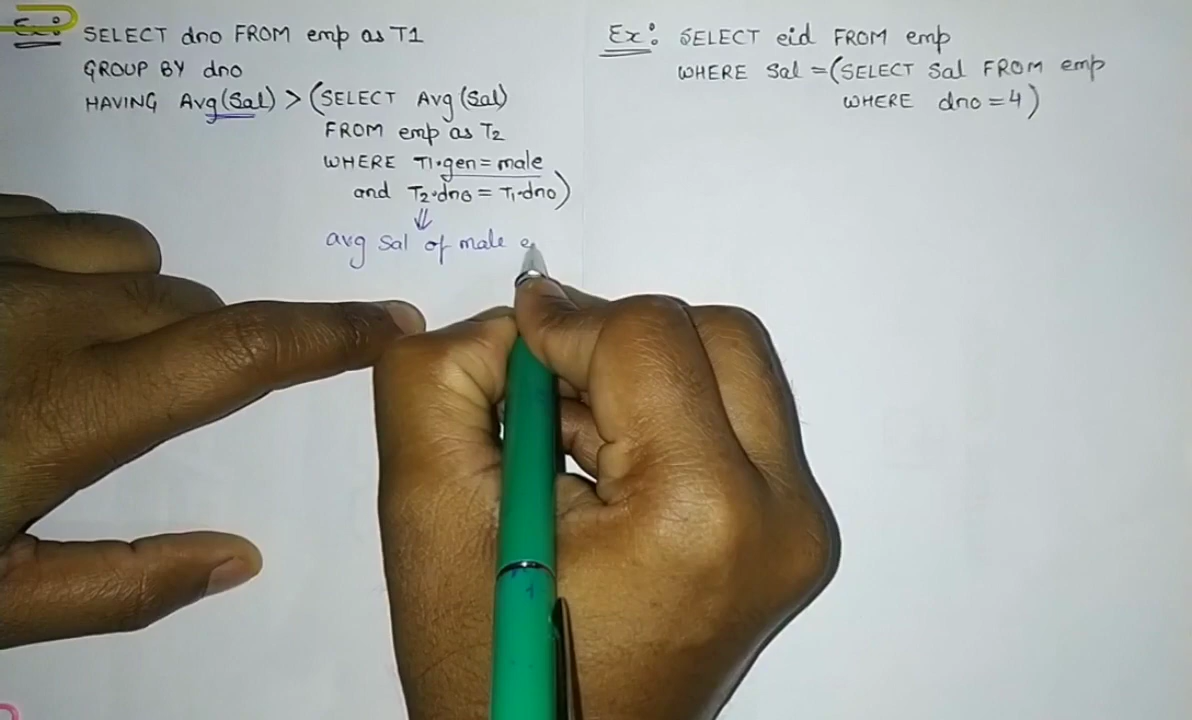 Ex: SELECT dno FROM emp as T1
GROUP BY dno
HAVING Avg(Sal) > (SELECT Avg(Sal)
FROM emp as T2
WHERE T1.gen = male
and T2.dno = T1.dno)
⇓
avg Sal of male e
Ex: SELECT eid FROM emp
WHERE Sal = (SELECT Sal FROM emp
WHERE dno = 4)